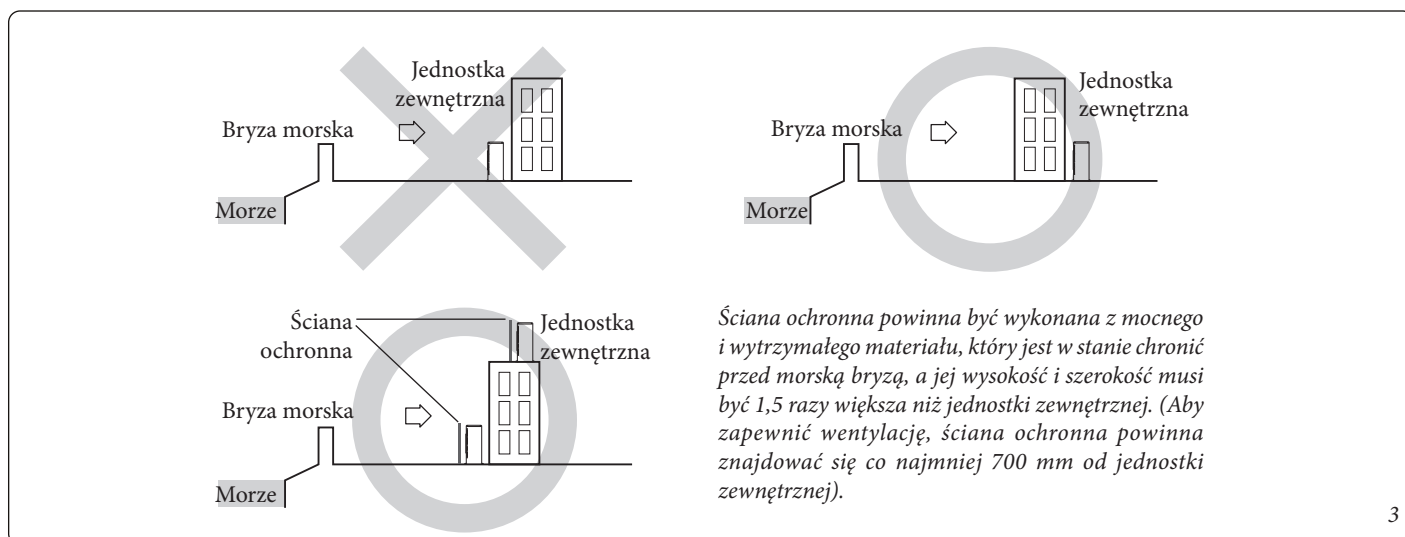 Jednostka
zewnętrzna
Bryza morska
Morze
Jednostka
zewnętrzna
Bryza morska
Morze
Ściana
ochronna
Jednostka
zewnętrzna
Bryza morska
Morze
Ściana ochronna powinna być wykonana z mocnego
i wytrzymałego materiału, który jest w stanie chronić
przed morską bryzą, a jej wysokość i szerokość musi
być 1,5 razy większa niż jednostki zewnętrznej. (Aby
zapewnić wentylację, ściana ochronna powinna
znajdować się co najmniej 700 mm od jednostki
zewnętrznej).
3